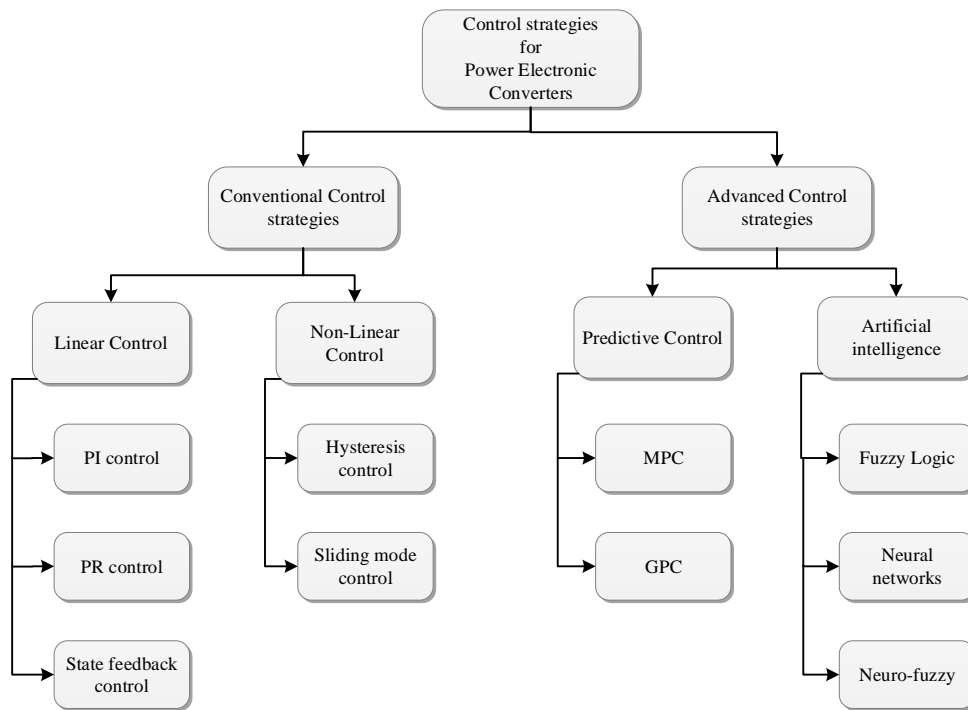 Control strategies
for
Power Electronic
Converters
Conventional Control
strategies
Advanced Control
strategies
Linear Control
Non-Linear
Control
Predictive Control
Artificial
intelligence
PI control
Hysteresis
control
MPC
Fuzzy Logic
PR control
Sliding mode
control
GPC
Neural
networks
State feedback
control
Neuro-fuzzy